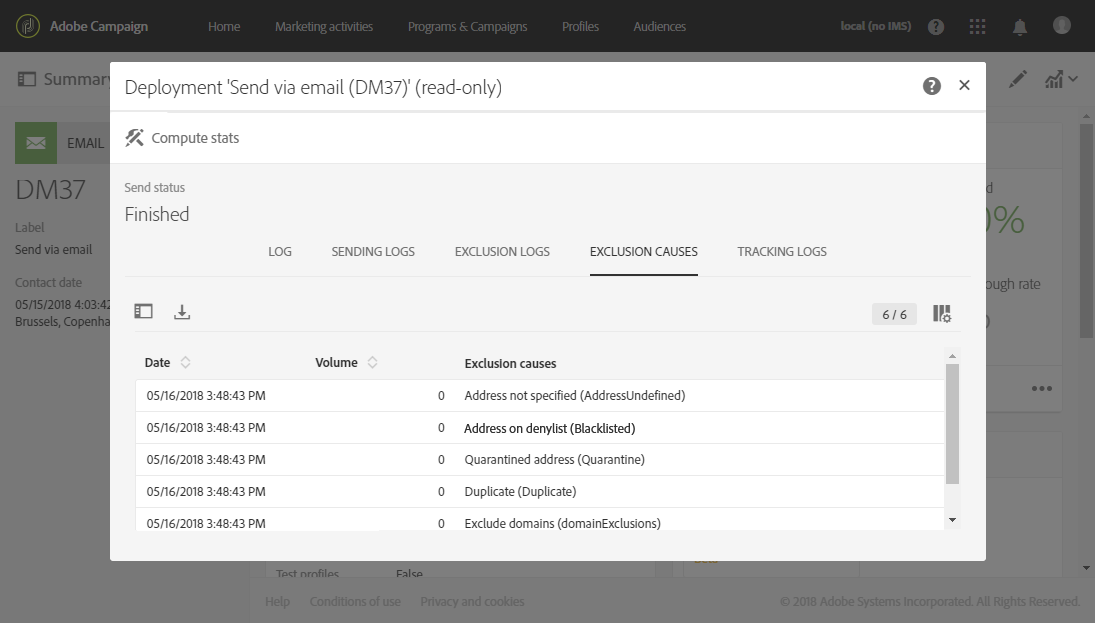 Adobe Campaign Home Marketing activities Programs & Campaigns Profiles Audiences local (no IMS) ?
Summary
Deployment 'Send via email (DM37)' (read-only) ?
Compute stats
EMAIL
DM37
Label
Send via email
Contact date
05/15/2018 4:03:42
Brussels, Copenha
Send status
Finished
LOG SENDING LOGS EXCLUSION LOGS EXCLUSION CAUSES TRACKING LOGS
6 / 6
Date Volume Exclusion causes
05/16/2018 3:48:43 PM 0 Address not specified (AddressUndefined)
05/16/2018 3:48:43 PM 0 Address on denylist (Blacklisted)
05/16/2018 3:48:43 PM 0 Quarantined address (Quarantine)
05/16/2018 3:48:43 PM 0 Duplicate (Duplicate)
05/16/2018 3:48:43 PM 0 Exclude domains (domainExclusions)
d
0%
ough rate
)
Test profiles False
Help Conditions of use Privacy and cookies © 2018 Adobe Systems Incorporated. All Rights Reserved.